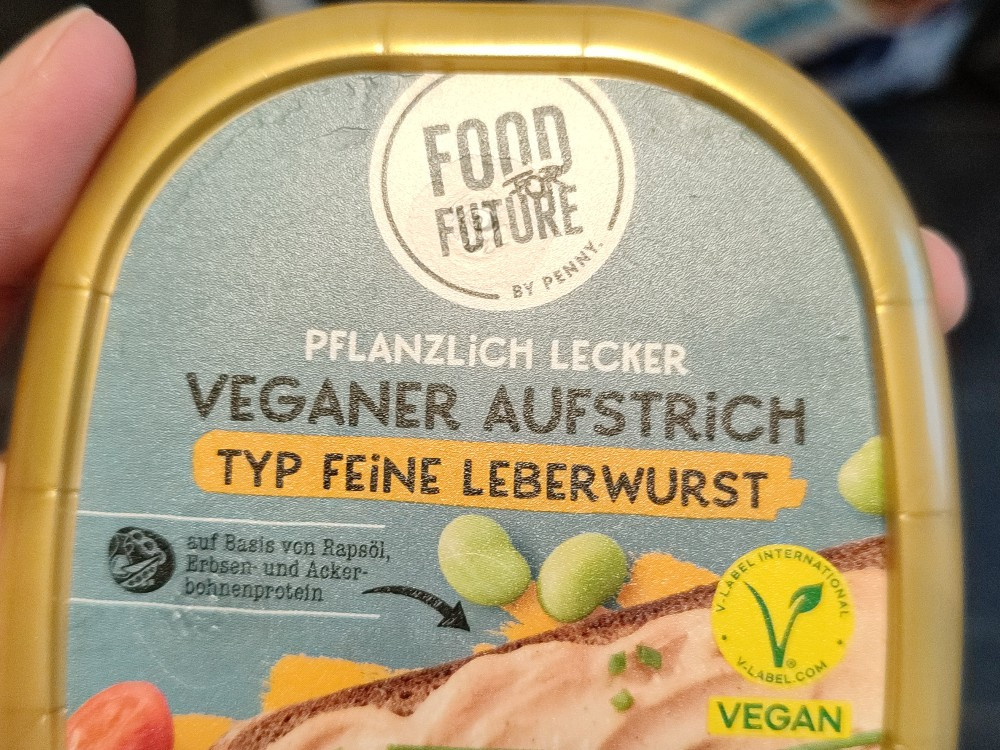 FOOD
FOR
FUTURE
BY PENNY.
PFLANZLiCH LECKER
VEGANER AUFSTRiCH
TYP FEiNE LEBERWURST
auf Basis von Rapsöl,
Erbsen- und Acker-
bohnenprotein
V-LABEL INTERNATIONAL
V-LABEL.COM
®
VEGAN